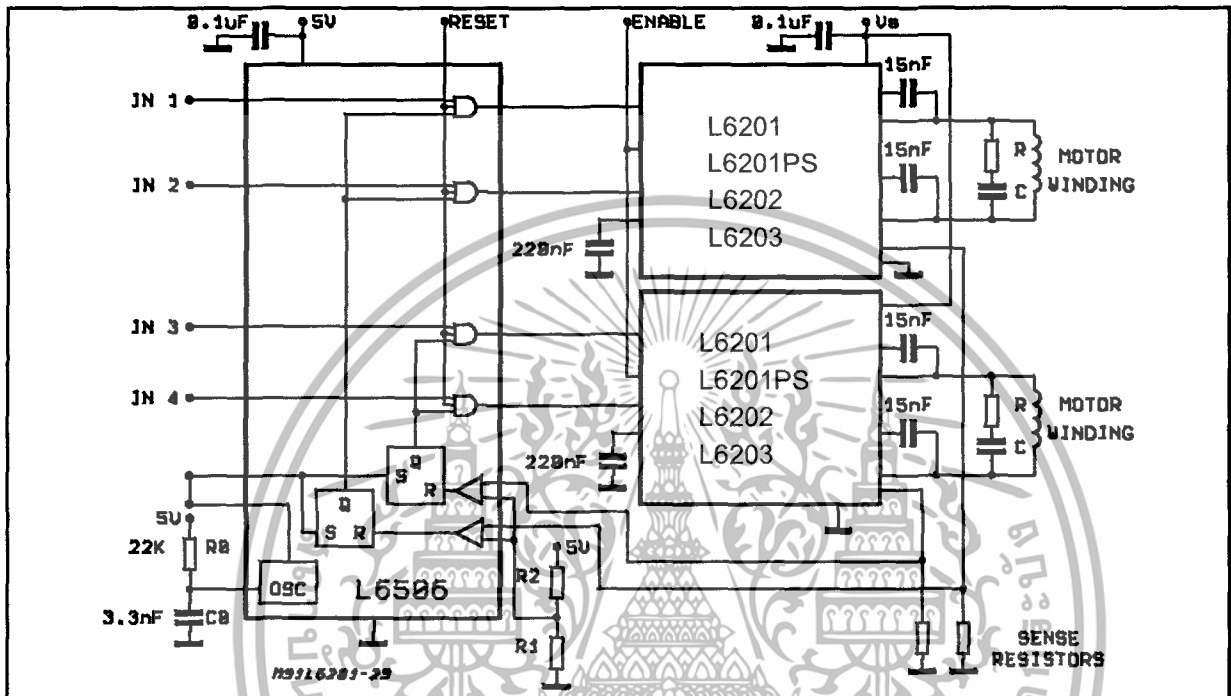 0.1uF 5V RESET ENABLE 0.1uF Vs
15nF
IN 1
L6201
L6201PS
L6202
L6203
15nF
R
C
MOTOR
WINDING
IN 2
220nF
IN 3
L6201
L6201PS
L6202
L6203
15nF
IN 4
15nF
R
C
MOTOR
WINDING
220nF
S Q R
S Q R
5V
22K R0
OSC
L6506
3.3nF C0
5V
R2
R1
SENSE
RESISTORS
M91L6201-29